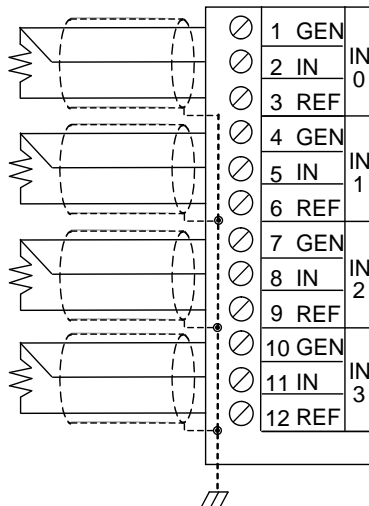 1 GEN
2 IN
3 REF
IN
0
4 GEN
5 IN
6 REF
IN
1
7 GEN
8 IN
9 REF
IN
2
10 GEN
11 IN
12 REF
IN
3